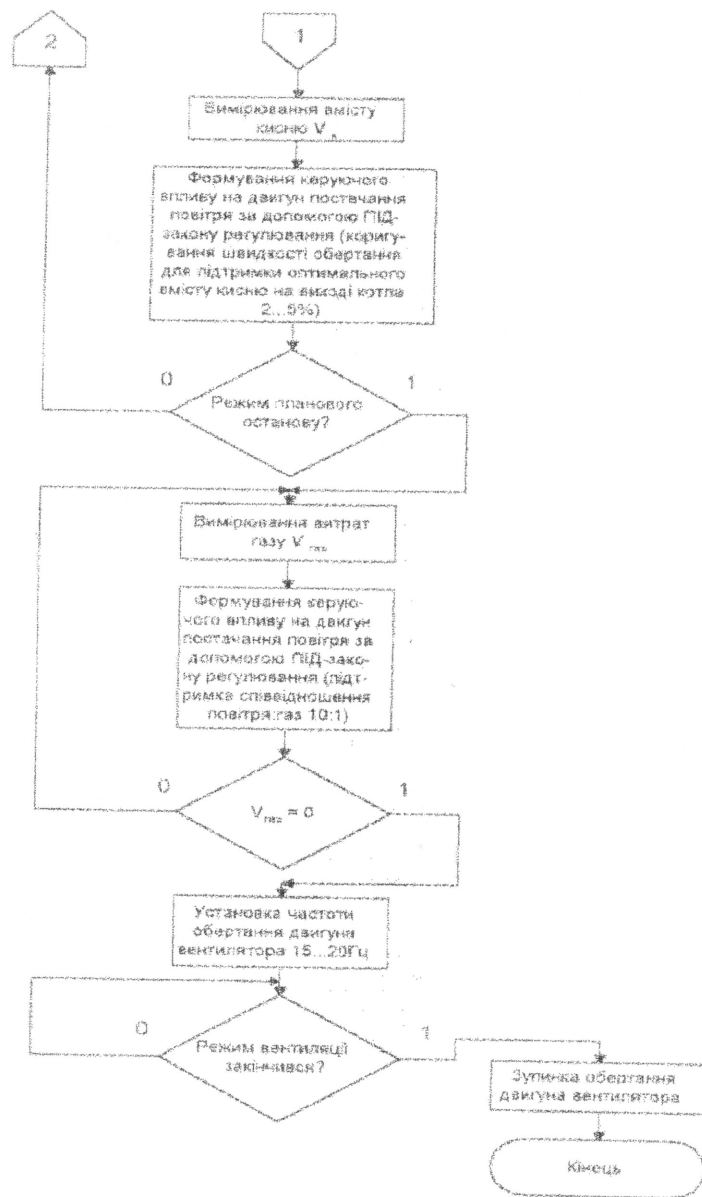 2
1
Вимірювання вмісту
кисню V
Формування керуючого
впливу на двигун постачання
повітря за допомогою ПІД-
закону регулювання (коригу-
вання швидкості обертання
для підтримки оптимального
вмісту кисню на виході котла
2...5%)
0
1
Режим планового
останову?
Вимірювання витрат
газу V газ
Формування керую-
чого впливу на двигун
постачання повітря за
допомогою ПІД-зако-
ну регулювання (підт-
римка співвідношення
повітря:газ 10:1)
0
1
V газ = 0
Установка частоти
обертання двигуна
вентилятора 15...20Гц
0
1
Режим вентиляції
закінчився?
Зупинка обертання
двигуна вентилятора
Кінець